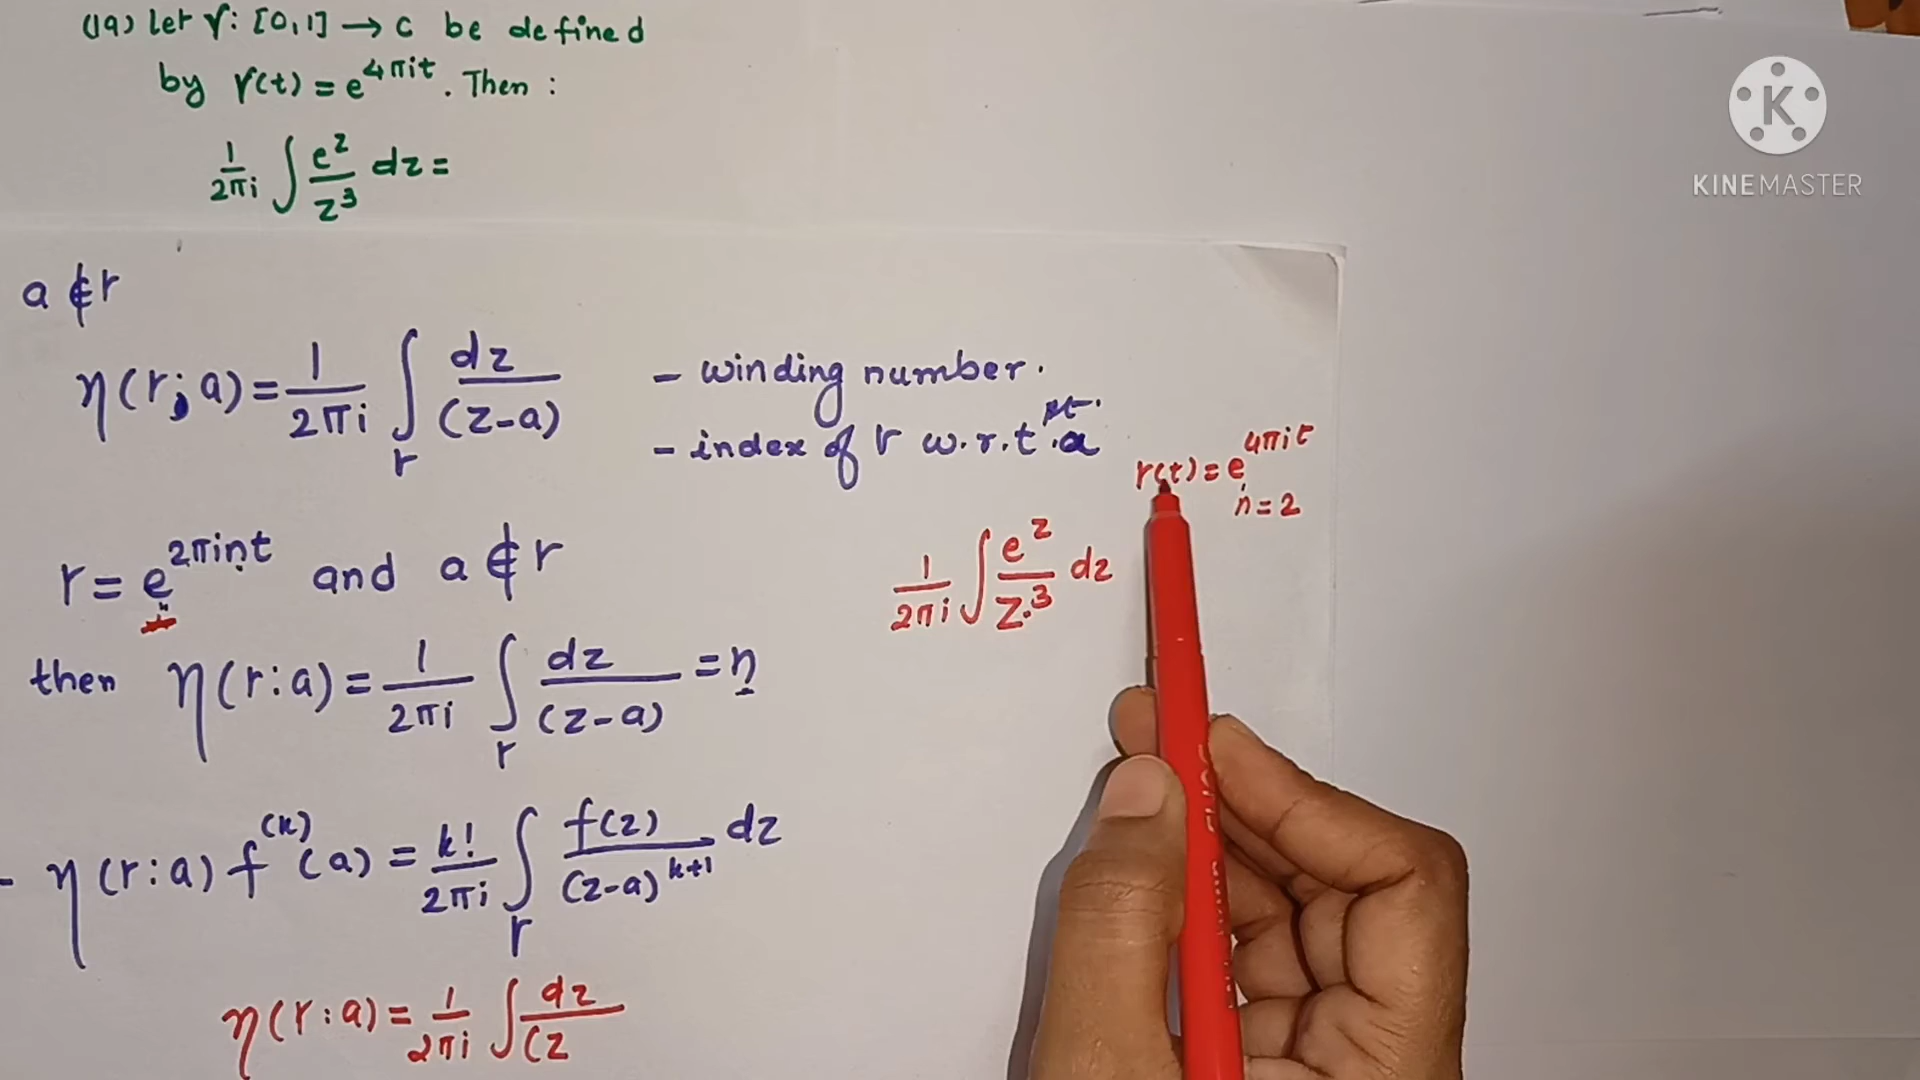 (19) let γ: [0,1] → c be defined
by γ(t) = e^{4πit}. Then :
1/2πi ∫ e^z/z^3 dz =
a ∉ r
η(r; a) = 1/2πi ∫_r dz/(z-a)
- winding number.
- index of r w.r.t. pt. a
r(t) = e^{4πit}
n = 2
r = e^{2πint} and a ∉ r
1/2πi ∫ e^z/z^3 dz
then η(r:a) = 1/2πi ∫_r dz/(z-a) = n
- η(r:a) f^{(k)}(a) = k!/2πi ∫_r f(z)/(z-a)^{k+1} dz
η(r:a) = 1/2πi ∫ dz/(z
KINEMASTER